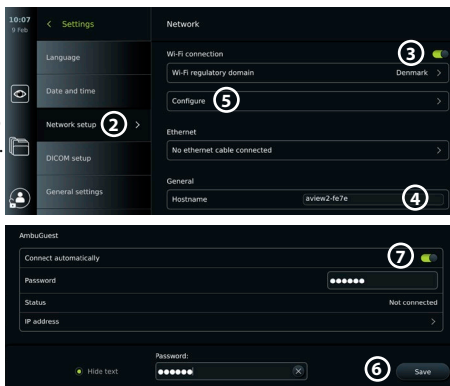 10:07
9 Feb
Settings
Language
Date and time
Network setup 2
DICOM setup
General settings
Network
Wi-Fi connection 3
Wi-Fi regulatory domain Denmark
Configure 5
Ethernet
No ethernet cable connected
General
Hostname aview2-fe7e 4
AmbuGuest
Connect automatically 7
Password ●●●●●●
Status Not connected
IP address
Password:
Hide text ●●●●●● 6 Save